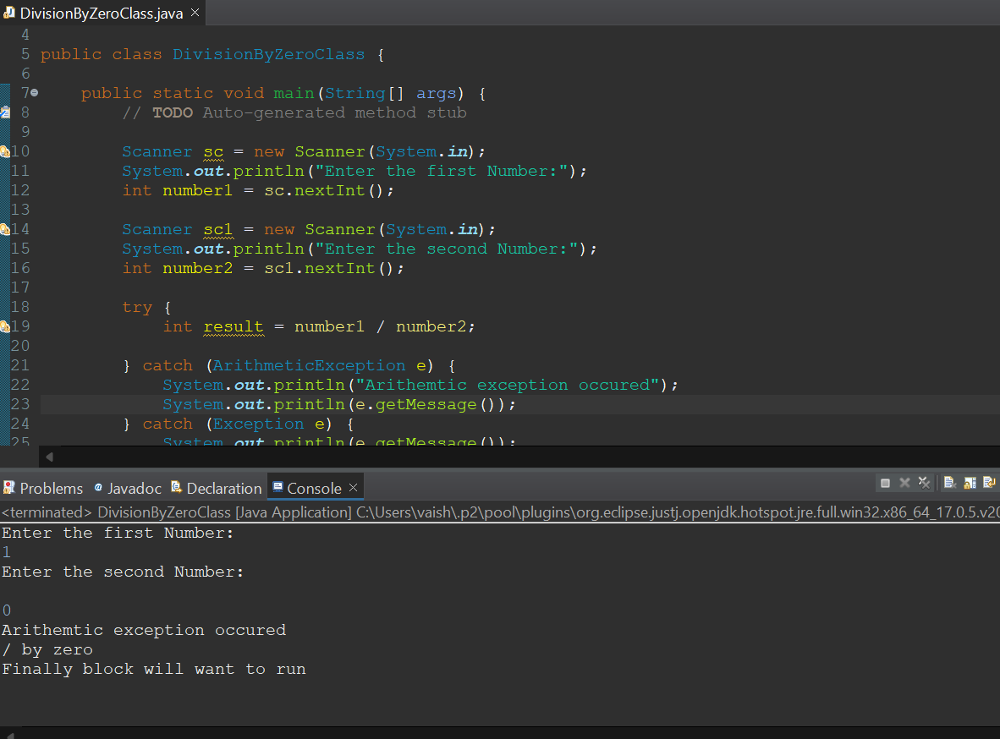 DivisionByZeroClass.java
4
5 public class DivisionByZeroClass {
6
7 public static void main(String[] args) {
8 // TODO Auto-generated method stub
9
10 Scanner sc = new Scanner(System.in);
11 System.out.println("Enter the first Number:");
12 int number1 = sc.nextInt();
13
14 Scanner sc1 = new Scanner(System.in);
15 System.out.println("Enter the second Number:");
16 int number2 = sc1.nextInt();
17
18 try {
19 int result = number1 / number2;
20
21 } catch (ArithmeticException e) {
22 System.out.println("Arithemtic exception occured");
23 System.out.println(e.getMessage());
24 } catch (Exception e) {
25 System.out.println(e.getMessage());
Problems Javadoc Declaration Console
<terminated> DivisionByZeroClass [Java Application] C:\Users\vaish\.p2\pool\plugins\org.eclipse.justj.openjdk.hotspot.jre.full.win32.x86_64_17.0.5.v20
Enter the first Number:
1
Enter the second Number:
0
Arithemtic exception occured
/ by zero
Finally block will want to run